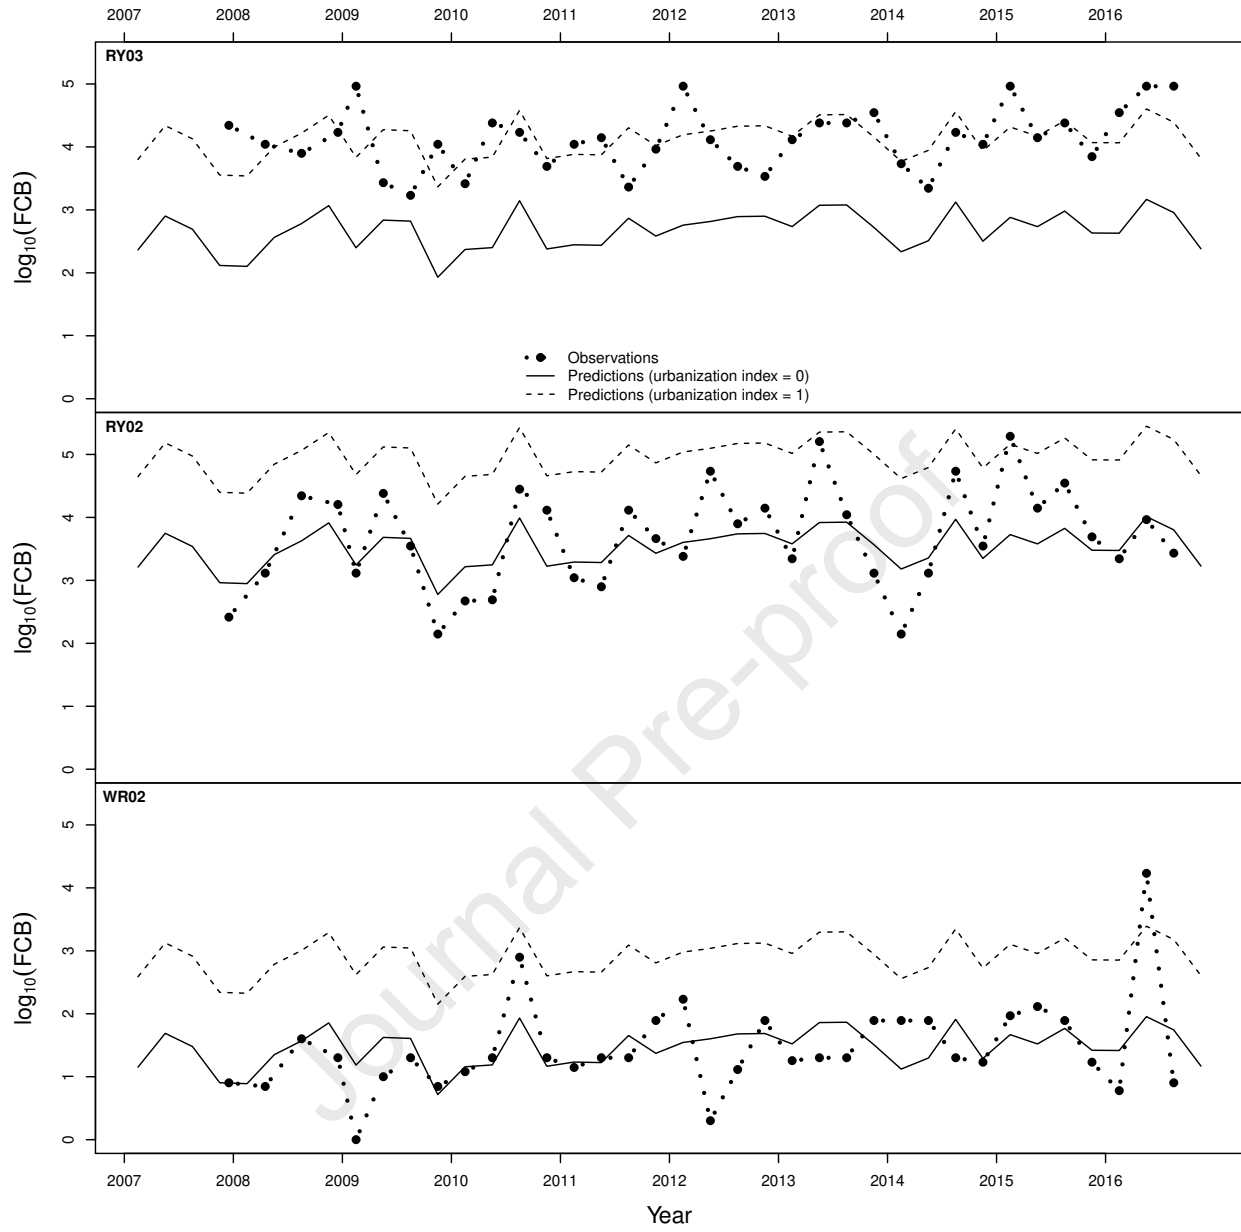 2007 2008 2009 2010 2011 2012 2013 2014 2015 2016
RY03
5
4
3
2
1
0
log10(FCB)
Observations
Predictions (urbanization index = 0)
Predictions (urbanization index = 1)
RY02
5
4
3
2
1
0
log10(FCB)
WR02
5
4
3
2
1
0
log10(FCB)
Journal Pre-proof
2007 2008 2009 2010 2011 2012 2013 2014 2015 2016
Year